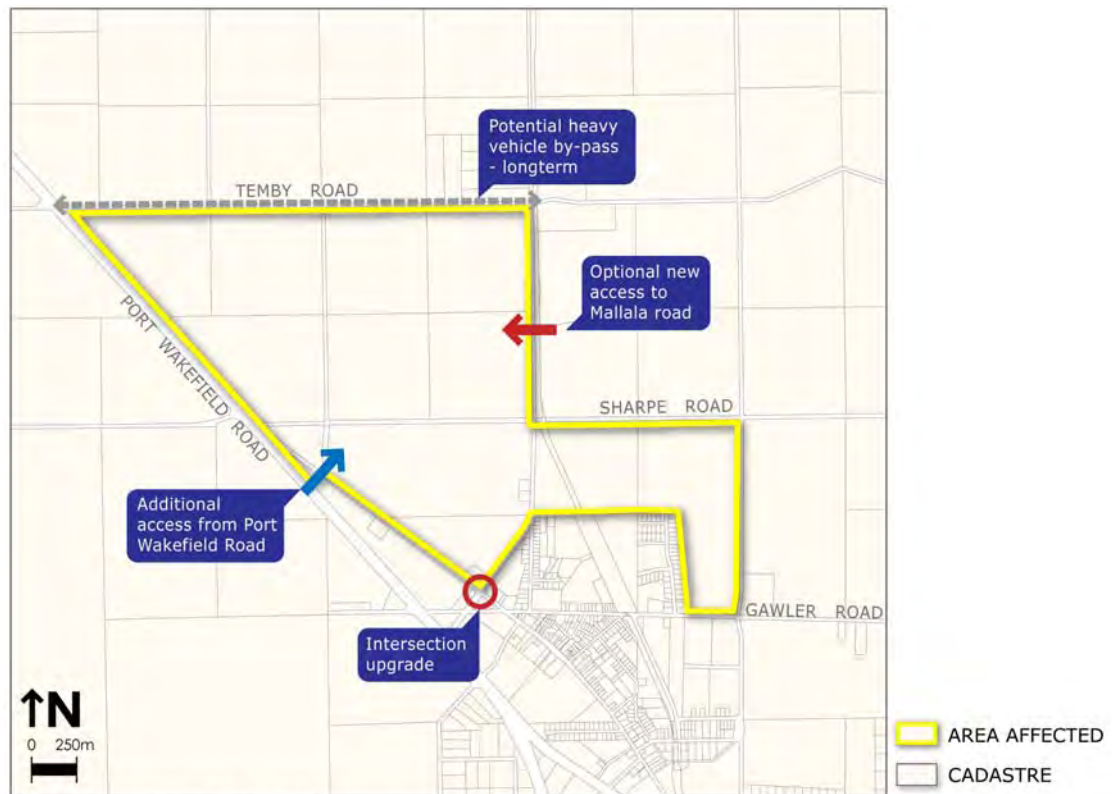 Potential heavy
vehicle by-pass
- longterm
TEMBY ROAD
Optional new
access to
Mallala road
PORT WAKEFIELD ROAD
SHARPE ROAD
Additional
access from Port
Wakefield Road
GAWLER ROAD
Intersection
upgrade
N
0 250m
AREA AFFECTED
CADASTRE